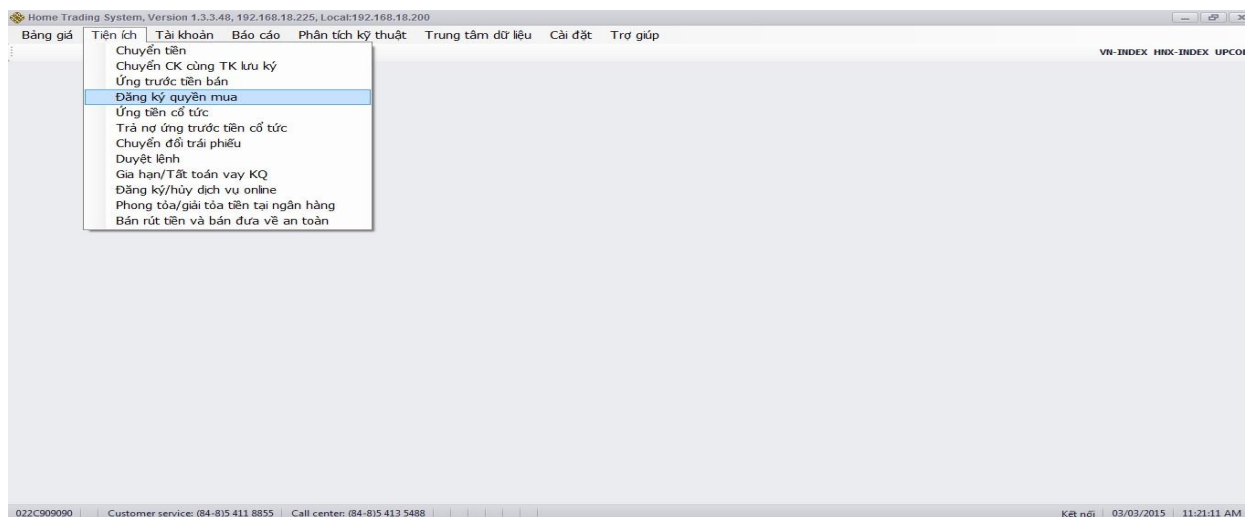 Home Trading System, Version 1.3.3.48, 192.168.18.225, Local:192.168.18.200
Bảng giá Tiện ích Tài khoản Báo cáo Phân tích kỹ thuật Trung tâm dữ liệu Cài đặt Trợ giúp
VN-INDEX HNX-INDEX UPCOI
Chuyển tiền
Chuyển CK cùng TK lưu ký
Ứng trước tiền bán
Đăng ký quyền mua
Ứng tiền cổ tức
Trả nợ ứng trước tiền cổ tức
Chuyển đổi trái phiếu
Duyệt lệnh
Gia hạn/Tất toán vay KQ
Đăng ký/hủy dịch vụ online
Phong tỏa/giải tỏa tiền tại ngân hàng
Bán rút tiền và bán đưa về an toàn
022C909090 Customer service: (84-8)5 411 8855 Call center: (84-8)5 413 5488 Kết nối 03/03/2015 11:21:11 AM